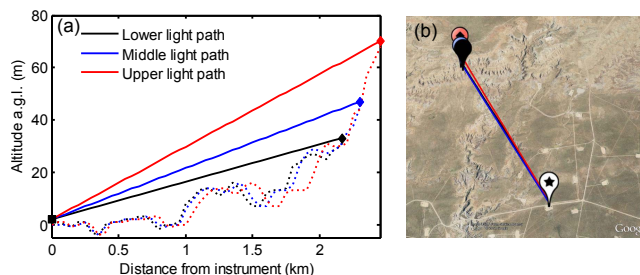 (a)
Lower light path
Middle light path
Upper light path
Altitude a.g.l. (m)
80
60
40
20
0
0
0.5
1
1.5
2
Distance from instrument (km)
(b)
Goog